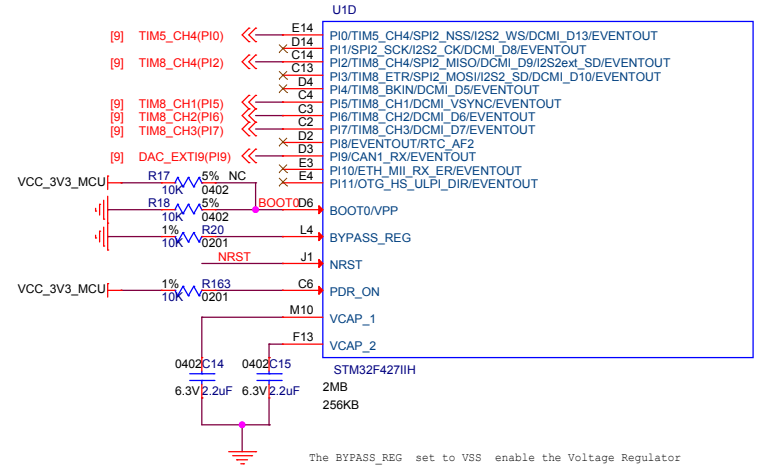 U1D
[9] TIM5_CH4(PI0) E14 PI0/TIM5_CH4/SPI2_NSS/I2S2_WS/DCMI_D13/EVENTOUT
D14 PI1/SPI2_SCK/I2S2_CK/DCMI_D8/EVENTOUT
[9] TIM8_CH4(PI2) C14 PI2/TIM8_CH4/SPI2_MISO/DCMI_D9/I2S2ext_SD/EVENTOUT
C13 PI3/TIM8_ETR/SPI2_MOSI/I2S2_SD/DCMI_D10/EVENTOUT
D4 PI4/TIM8_BKIN/DCMI_D5/EVENTOUT
[9] TIM8_CH1(PI5) C4 PI5/TIM8_CH1/DCMI_VSYNC/EVENTOUT
[9] TIM8_CH2(PI6) C3 PI6/TIM8_CH2/DCMI_D6/EVENTOUT
[9] TIM8_CH3(PI7) C2 PI7/TIM8_CH3/DCMI_D7/EVENTOUT
D2 PI8/EVENTOUT/RTC_AF2
[9] DAC_EXTI9(PI9) D3 PI9/CAN1_RX/EVENTOUT
E3 PI10/ETH_MII_RX_ER/EVENTOUT
E4 PI11/OTG_HS_ULPI_DIR/EVENTOUT
VCC_3V3_MCU R17 5% NC
10K 0402
R18 5% BOOT0 D6 BOOT0/VPP
10K 0402
1% R20 L4 BYPASS_REG
10K 0201
NRST J1 NRST
VCC_3V3_MCU 1% R163 C6 PDR_ON
10K 0201
M10 VCAP_1
F13 VCAP_2
0402 C14 0402 C15
6.3V 2.2uF 6.3V 2.2uF
STM32F427IIH
2MB
256KB
The BYPASS_REG set to VSS enable the Voltage Regulator